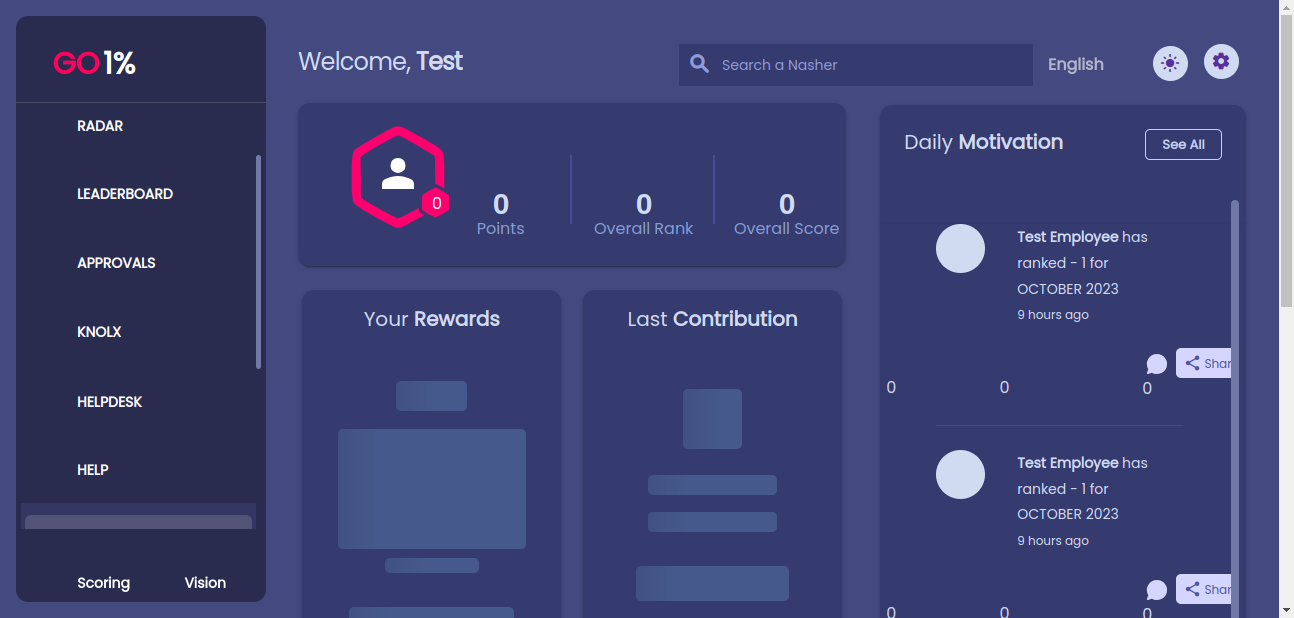 GO 1%
RADAR
LEADERBOARD
APPROVALS
KNOLX
HELPDESK
HELP
Scoring
Vision
Welcome, Test
Search a Nasher
English
0
0
Points
0
Overall Rank
0
Overall Score
Your Rewards
Last Contribution
Daily Motivation
See All
Test Employee has
ranked - 1 for
OCTOBER 2023
9 hours ago
Shar
0
0
0
Test Employee has
ranked - 1 for
OCTOBER 2023
9 hours ago
Shar
0
0
0